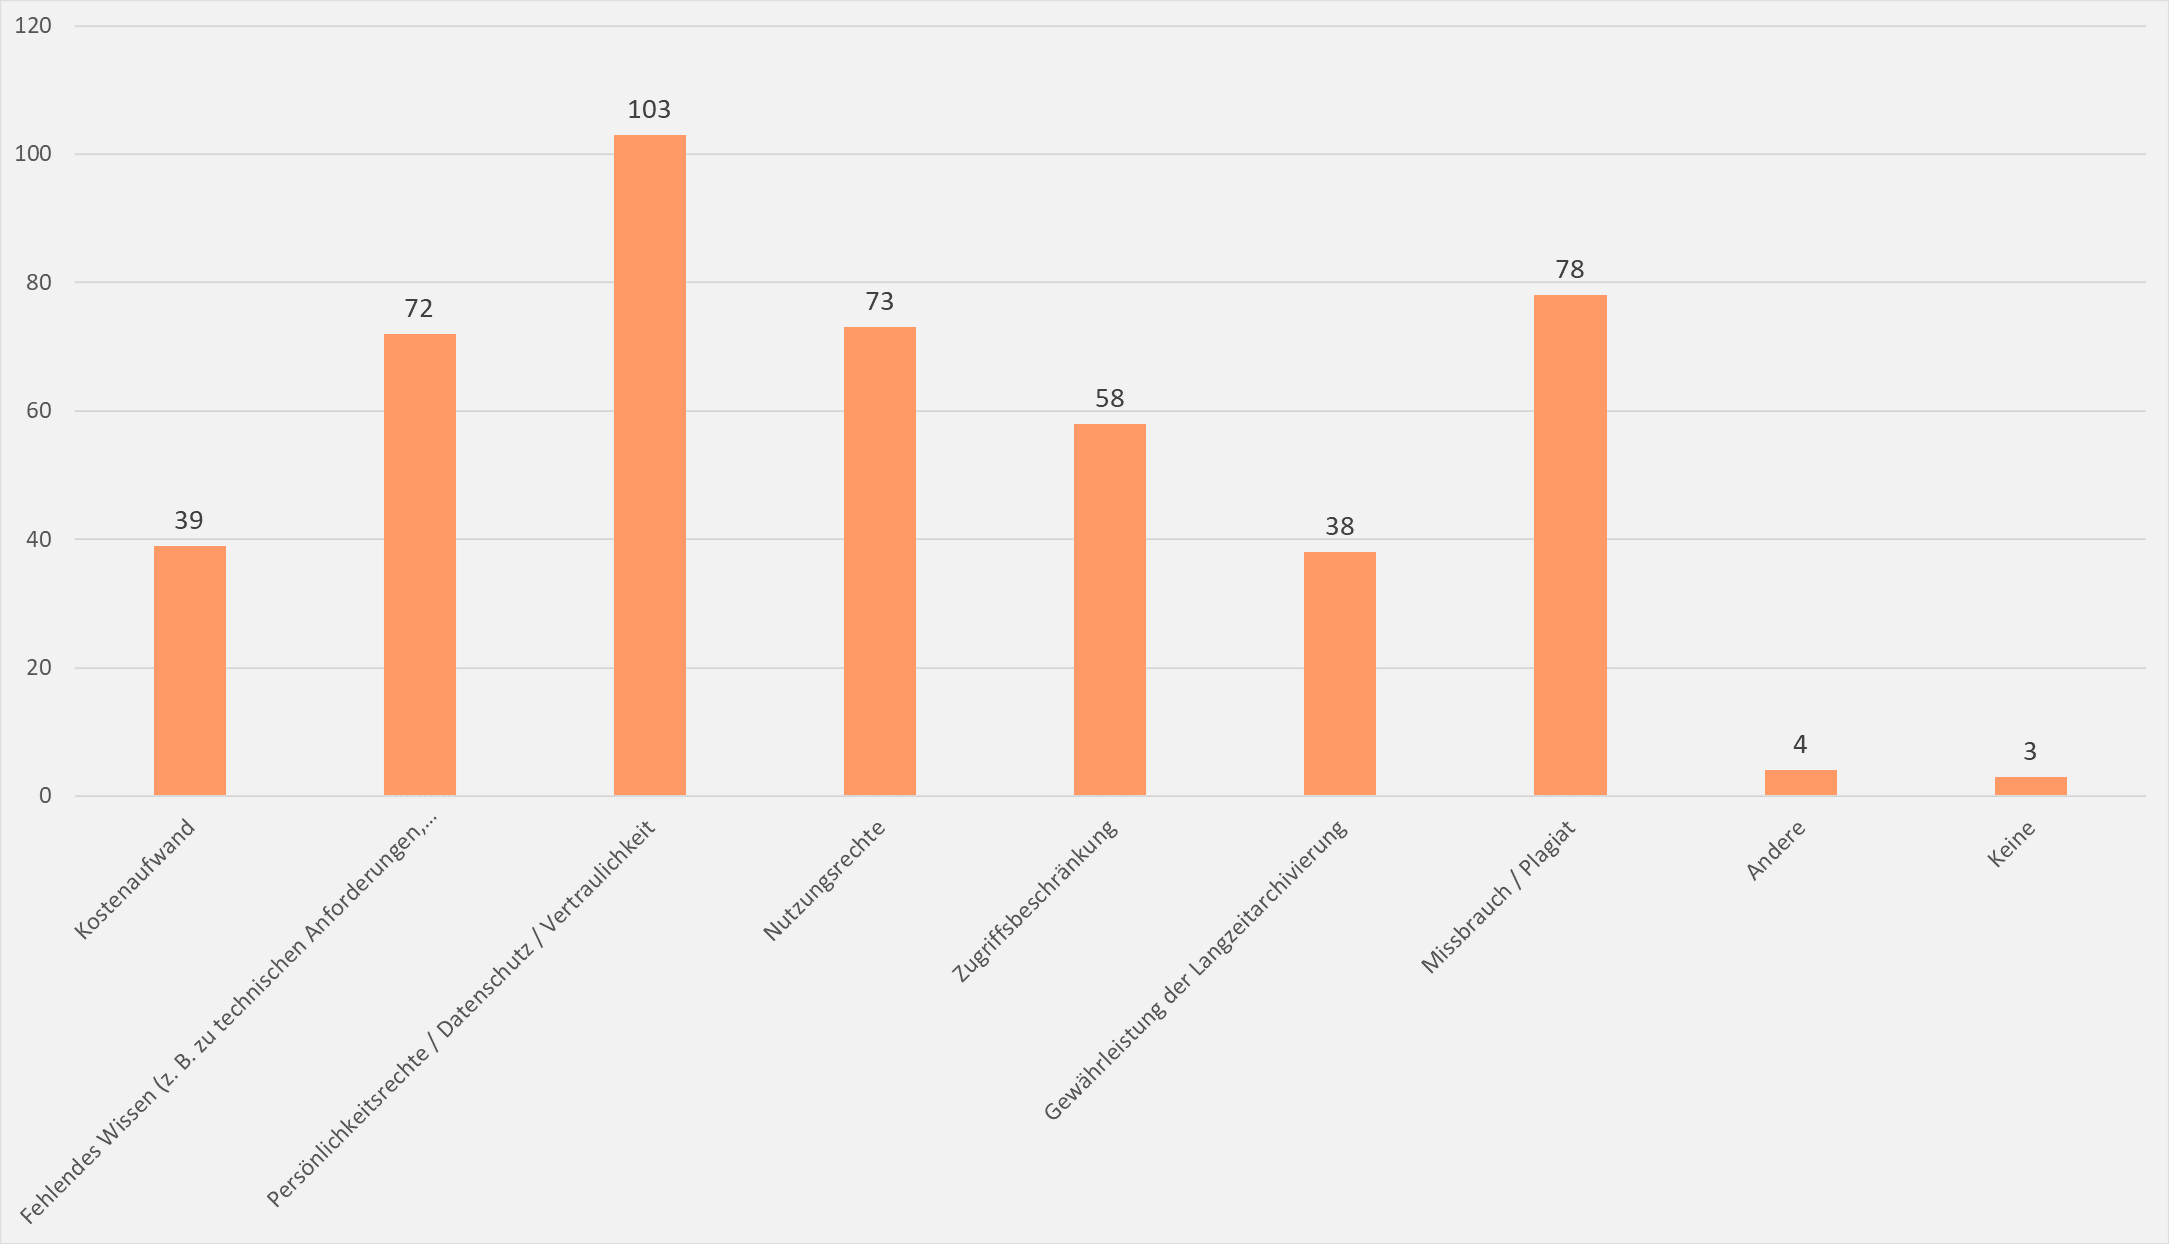 120
100
80
60
40
20
0
39
72
103
73
58
38
78
4
3
Kostenaufwand
Fehlendes Wissen (z. B. zu technischen Anforderungen,...
Persönlichkeitsrechte / Datenschutz / Vertraulichkeit
Nutzungsrechte
Zugriffsbeschränkung
Gewährleistung der Langzeitarchivierung
Missbrauch / Plagiat
Andere
Keine